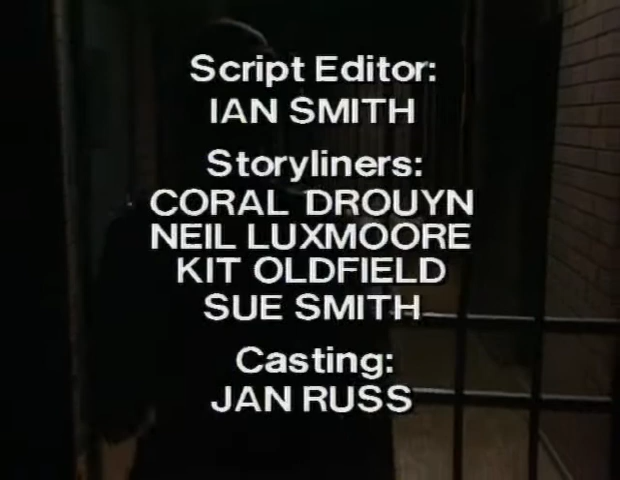 Script Editor:
IAN SMITH
Storyliners:
CORAL DROUYN
NEIL LUXMOORE
KIT OLDFIELD
SUE SMITH
Casting:
JAN RUSS